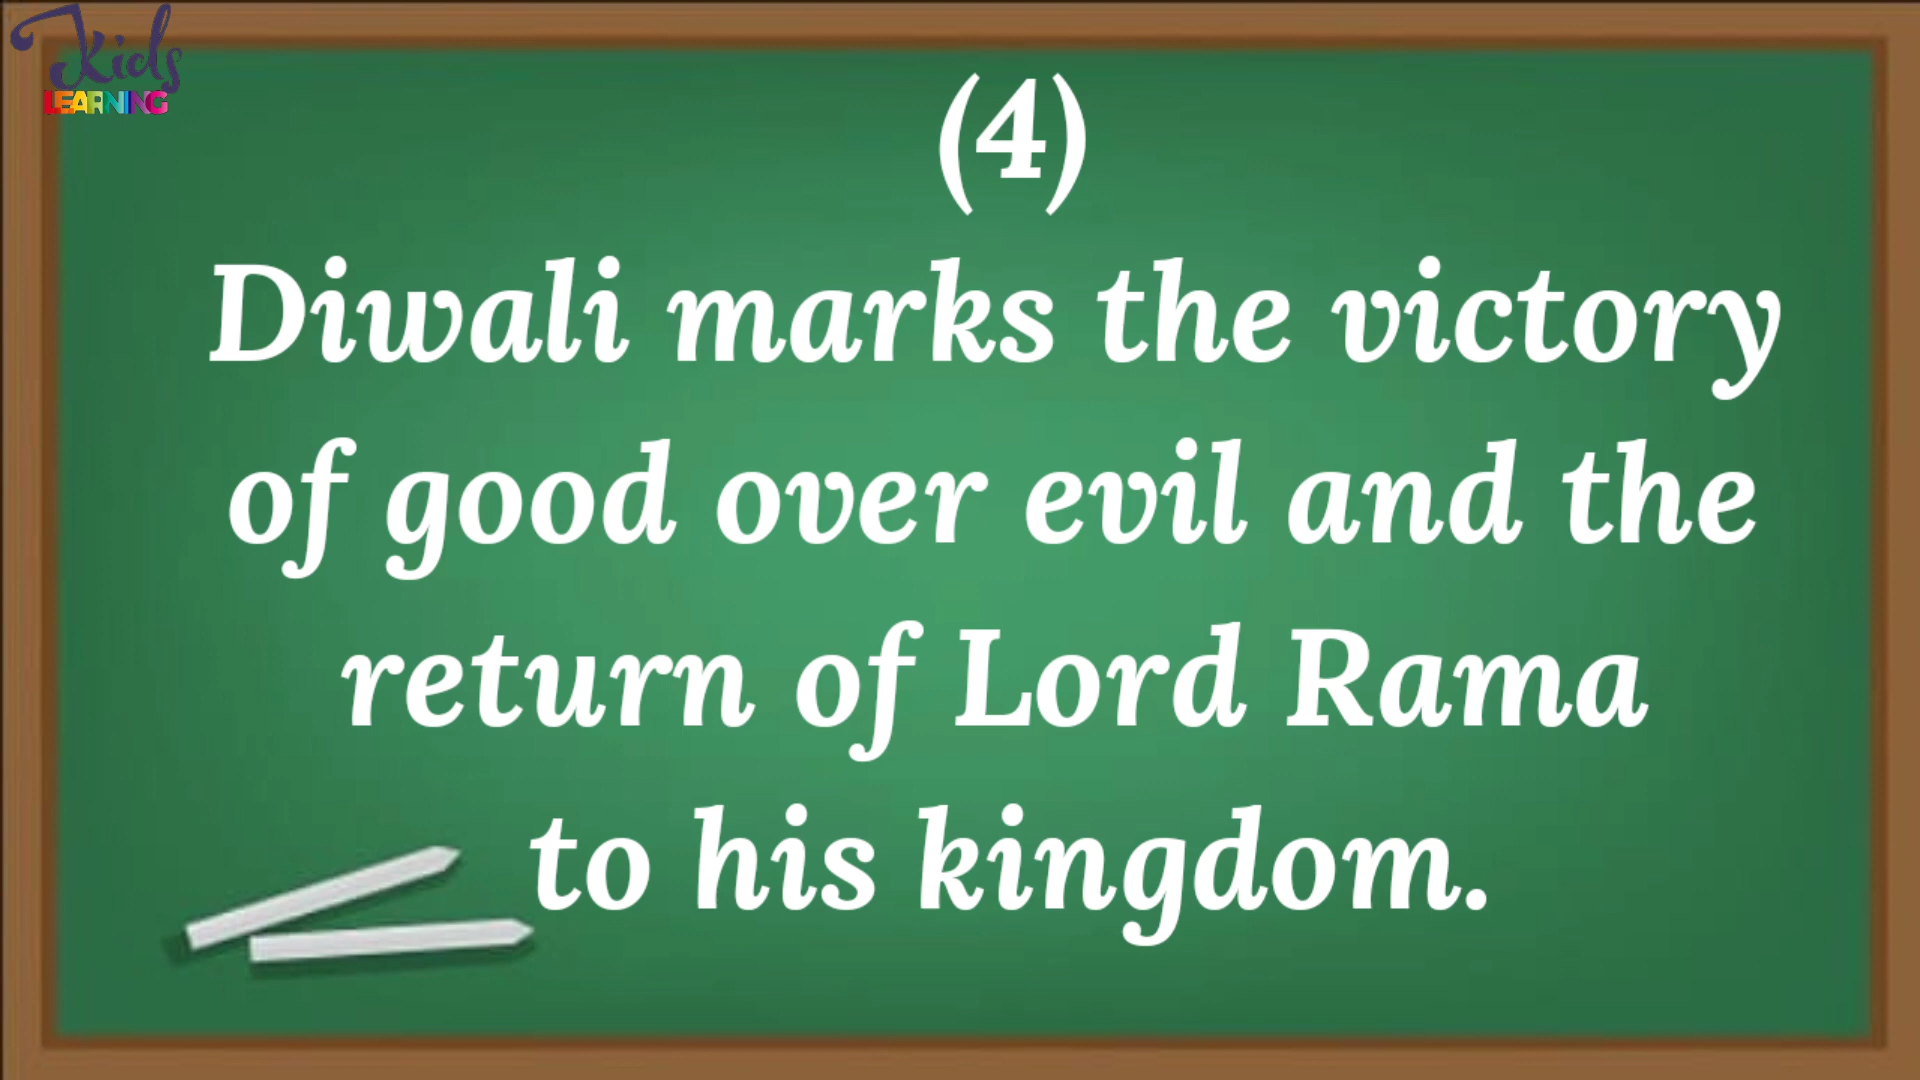 Kids
LEARNING
(4)
Diwali marks the victory
of good over evil and the
return of Lord Rama
to his kingdom.